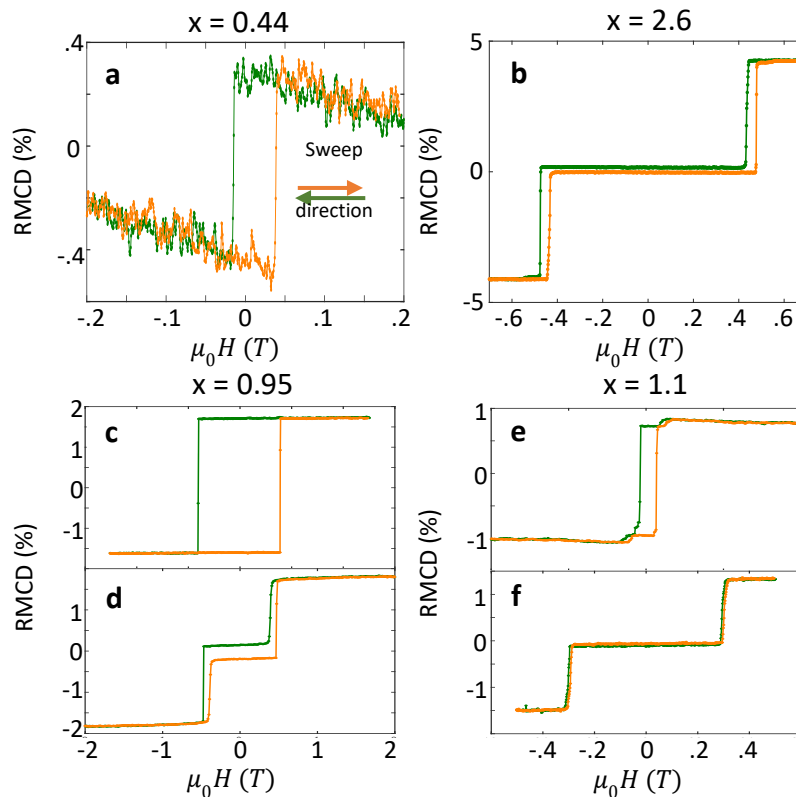 x = 0.44
x = 2.6
a
b
.4
0
-.4
RMCD (%)
Sweep
direction
-.2
-.1
0
.1
.2
μ₀H (T)
5
0
-5
RMCD (%)
-.6
-.4
-.2
0
.2
.4
.6
μ₀H (T)
x = 0.95
x = 1.1
c
2
1
0
-1
RMCD (%)
d
1
0
-1
-2
-2
-1
0
1
2
μ₀H (T)
e
1
0
-1
RMCD (%)
f
1
0
-1
-.4
-.2
0
.2
.4
μ₀H (T)